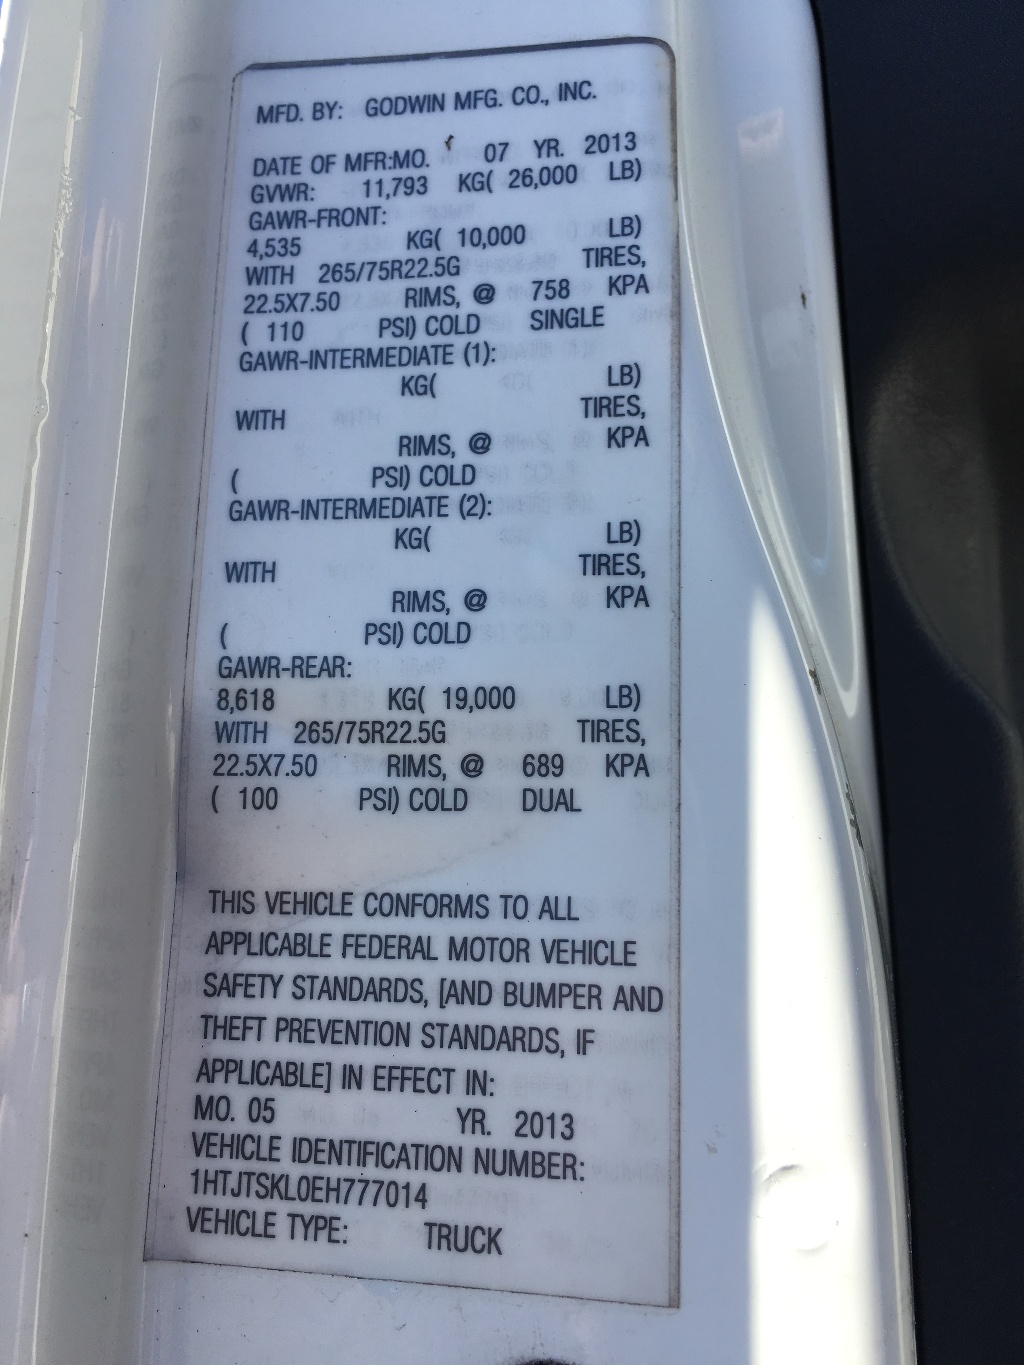 MFD. BY: GODWIN MFG. CO., INC.
DATE OF MFR:MO. 07 YR. 2013
GVWR: 11,793 KG( 26,000 LB)
GAWR-FRONT:
4,535 KG( 10,000 LB)
WITH 265/75R22.5G TIRES,
22.5X7.50 RIMS, @ 758 KPA
( 110 PSI) COLD SINGLE
GAWR-INTERMEDIATE (1):
KG( LB)
WITH TIRES,
RIMS, @ KPA
( PSI) COLD
GAWR-INTERMEDIATE (2):
KG( LB)
WITH TIRES,
RIMS, @ KPA
( PSI) COLD
GAWR-REAR:
8,618 KG( 19,000 LB)
WITH 265/75R22.5G TIRES,
22.5X7.50 RIMS, @ 689 KPA
( 100 PSI) COLD DUAL
THIS VEHICLE CONFORMS TO ALL
APPLICABLE FEDERAL MOTOR VEHICLE
SAFETY STANDARDS, [AND BUMPER AND
THEFT PREVENTION STANDARDS, IF
APPLICABLE] IN EFFECT IN:
MO. 05 YR. 2013
VEHICLE IDENTIFICATION NUMBER:
1HTJTSKL0EH777014
VEHICLE TYPE: TRUCK